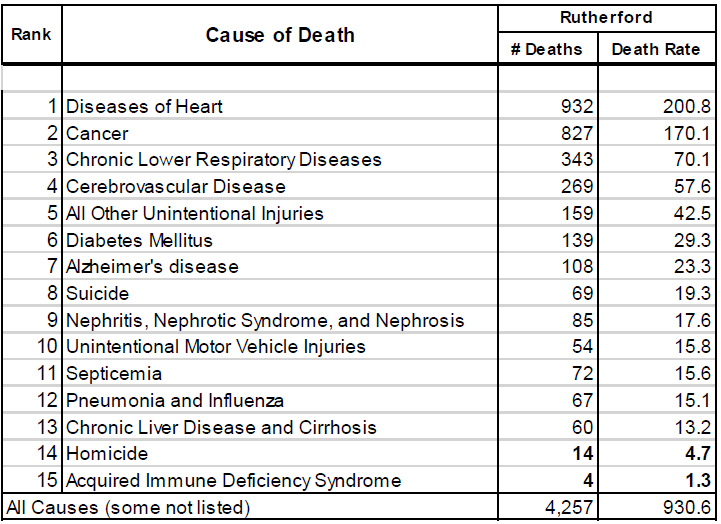 Rank Cause of Death Rutherford
# Deaths Death Rate
1 Diseases of Heart 932 200.8
2 Cancer 827 170.1
3 Chronic Lower Respiratory Diseases 343 70.1
4 Cerebrovascular Disease 269 57.6
5 All Other Unintentional Injuries 159 42.5
6 Diabetes Mellitus 139 29.3
7 Alzheimer's disease 108 23.3
8 Suicide 69 19.3
9 Nephritis, Nephrotic Syndrome, and Nephrosis 85 17.6
10 Unintentional Motor Vehicle Injuries 54 15.8
11 Septicemia 72 15.6
12 Pneumonia and Influenza 67 15.1
13 Chronic Liver Disease and Cirrhosis 60 13.2
14 Homicide 14 4.7
15 Acquired Immune Deficiency Syndrome 4 1.3
All Causes (some not listed) 4,257 930.6